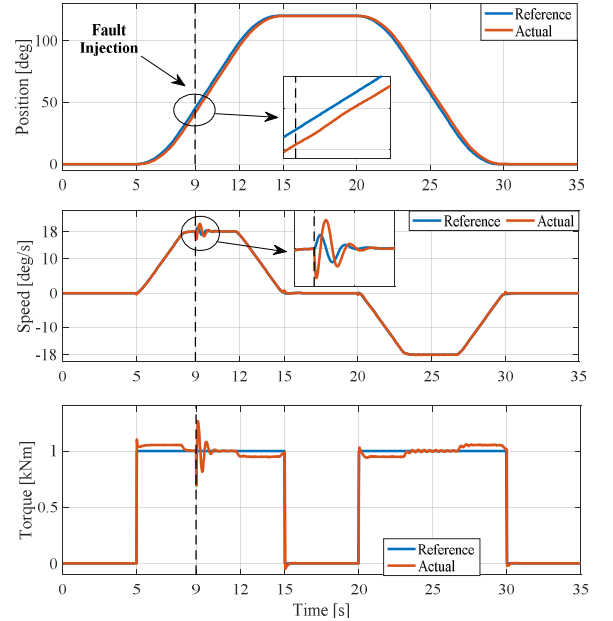 Position [deg]
100
50
0
Fault
Injection
Reference
Actual
0 5 9 12 15 20 25 30 35
Speed [deg/s]
18
10
0
-10
-18
Reference Actual
0 5 9 12 15 20 25 30 35
Torque [kNm]
1
0.5
0
Reference
Actual
0 5 9 12 15 20 25 30 35
Time [s]